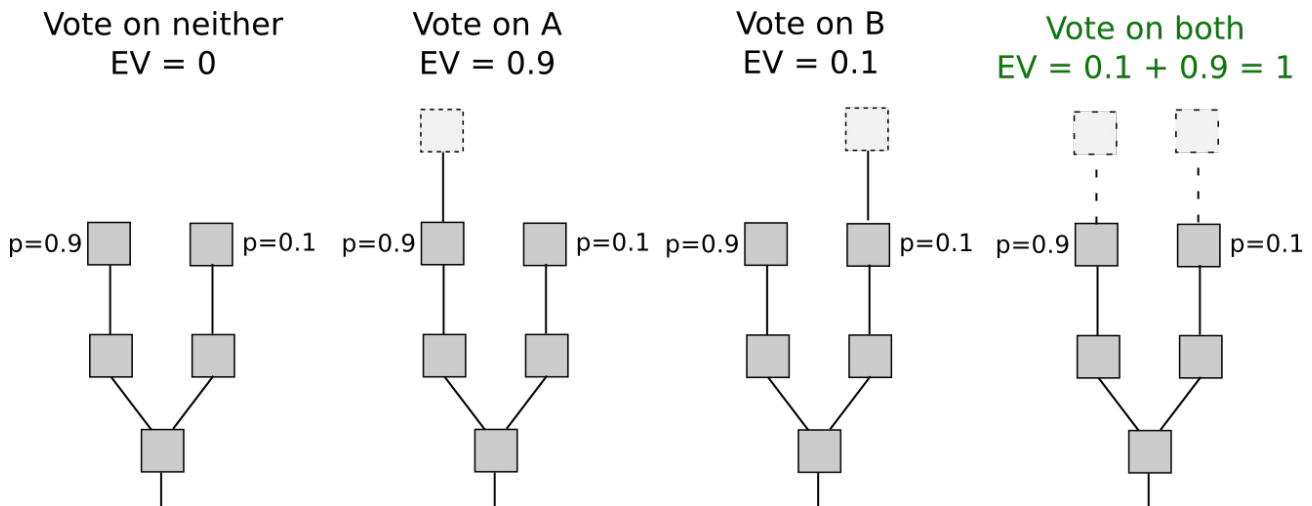 Vote on neither
EV = 0
Vote on A
EV = 0.9
Vote on B
EV = 0.1
Vote on both
EV = 0.1 + 0.9 = 1
p=0.9
p=0.1
p=0.9
p=0.1
p=0.9
p=0.1
p=0.9
p=0.1